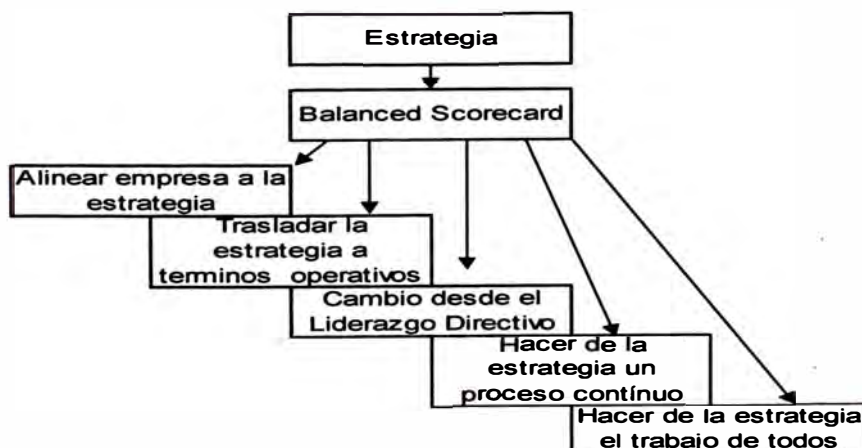 Estrategia
Balanced Scorecard
Alinear empresa a la
estrategia
Trasladar la
estrategia a
terminos operativos
Cambio desde el
Liderazgo Directivo
Hacer de la
estrategia un
proceso contínuo
Hacer de la estrategia
el trabajo de todos